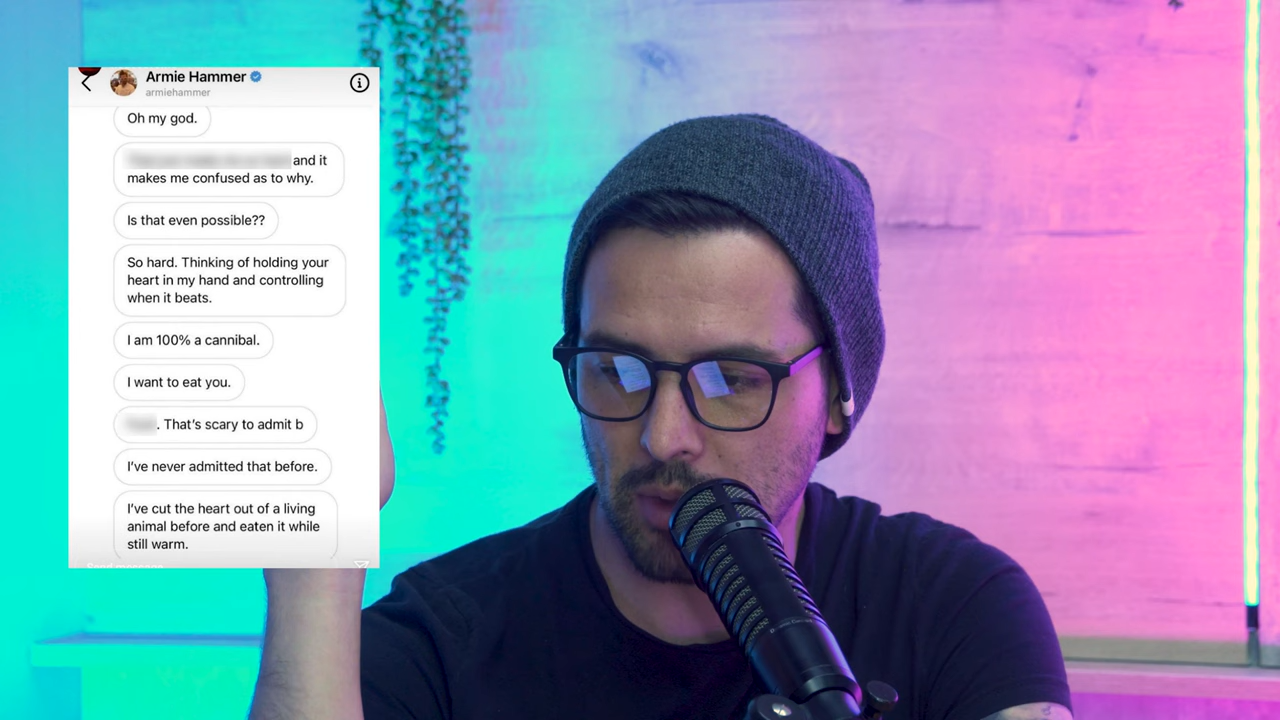 Armie Hammer
armiehammer
Oh my god.
and it
makes me confused as to why.
Is that even possible??
So hard. Thinking of holding your
heart in my hand and controlling
when it beats.
I am 100% a cannibal.
I want to eat you.
. That's scary to admit b
I've never admitted that before.
I've cut the heart out of a living
animal before and eaten it while
still warm.
Send message